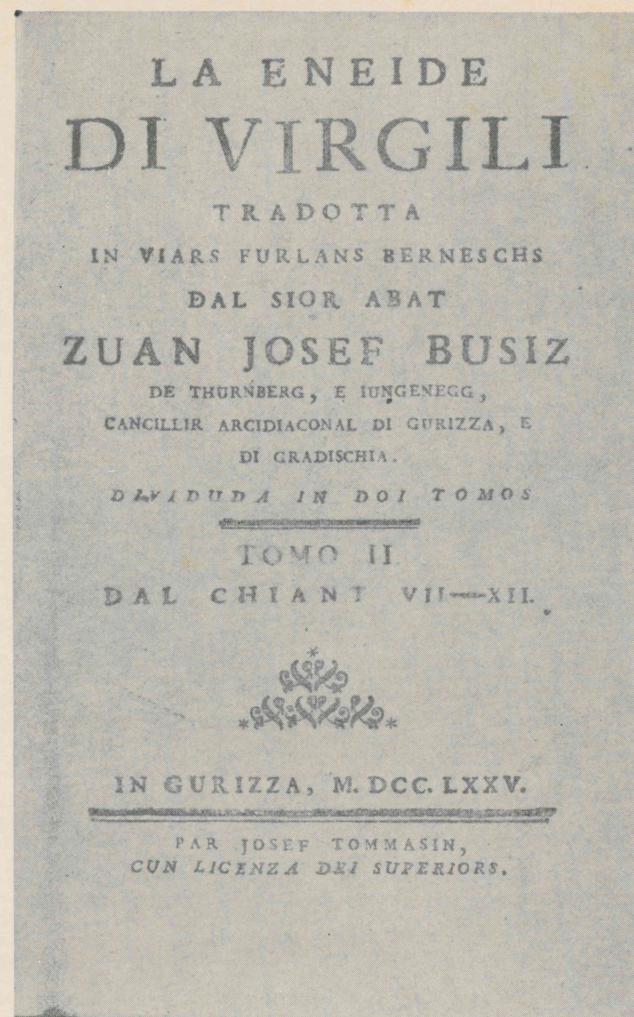 LA ENEIDE
DI VIRGILI
TRADOTTA
IN VIARS FURLANS BERNESCHS
DAL SIOR ABAT
ZUAN JOSEF BUSIZ
DE THURNBERG, E IUNGENEGG,
CANCILLIR ARCIDIACONAL DI GURIZZA, E
DI GRADISCHIA.
DIVIDUDA IN DOI TOMOS
TOMO II
DAL CHIANT VII—XII.
IN GURIZZA, M. DCC. LXXV.
PAR JOSEF TOMMASIN,
CUN LICENZA DEI SUPERIORS.